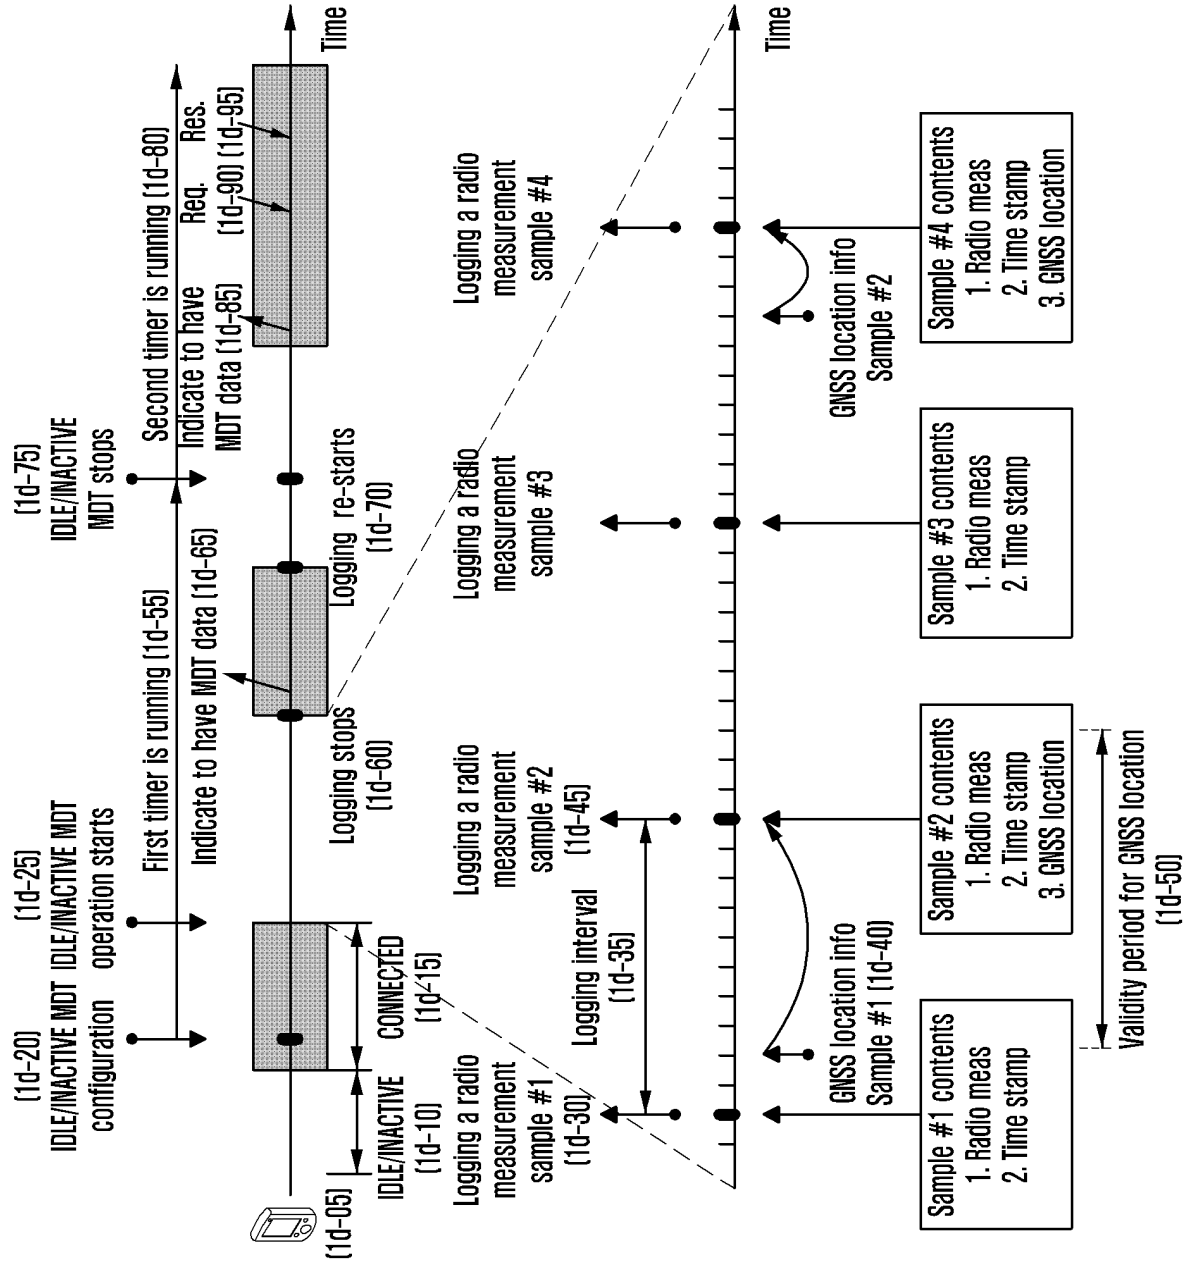 (1d-20)
IDLE/INACTIVE MDT
configuration
(1d-25)
IDLE/INACTIVE MDT
operation starts
(1d-75)
IDLE/INACTIVE
MDT stops
First timer is running (1d-55)
Second timer is running (1d-80)
Indicate to have MDT data (1d-65)
Indicate to have
MDT data (1d-85)
Req.
(1d-90)
Res.
(1d-95)
Time
(1d-05)
IDLE/INACTIVE
(1d-10)
CONNECTED
(1d-15)
Logging stops
(1d-60)
Logging re-starts
(1d-70)
Logging a radio
measurement
sample #1
(1d-30)
Logging a radio
measurement
sample #2
(1d-45)
Logging a radio
measurement
sample #3
Logging a radio
measurement
sample #4
Logging interval
(1d-35)
Time
GNSS location info
Sample #1 (1d-40)
GNSS location info
Sample #2
Sample #1 contents
1. Radio meas
2. Time stamp
Sample #2 contents
1. Radio meas
2. Time stamp
3. GNSS location
Sample #3 contents
1. Radio meas
2. Time stamp
Sample #4 contents
1. Radio meas
2. Time stamp
3. GNSS location
Validity period for GNSS location
(1d-50)